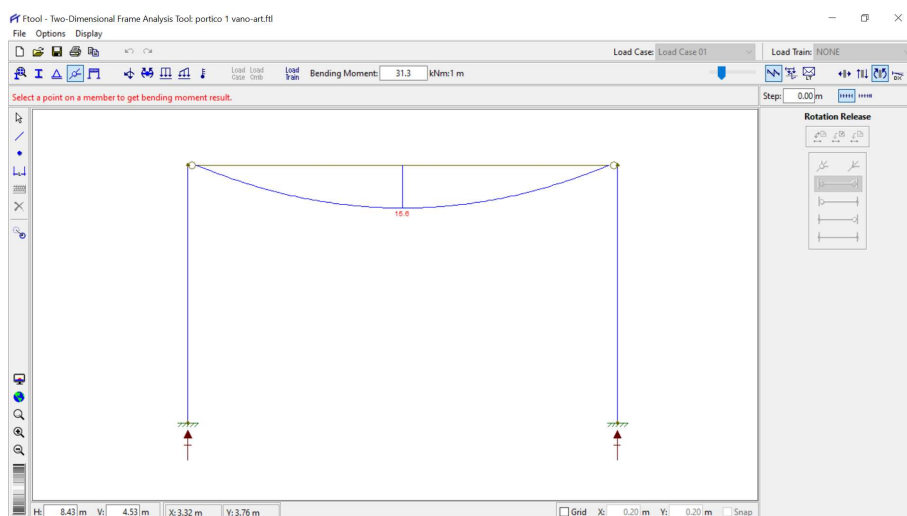 Ftool - Two-Dimensional Frame Analysis Tool: portico 1 vano-art.ftl
File Options Display
Load Case: Load Case 01 Load Train: NONE
Load Case Load Cmb Load Train Bending Moment: 31.3 kNm:1 m
Select a point on a member to get bending moment result. Step: 0.00 m
Rotation Release
15.6
H: 8.43 m V: 4.53 m X: 3.32 m Y: 3.76 m Grid X: 0.20 m Y: 0.20 m Snap